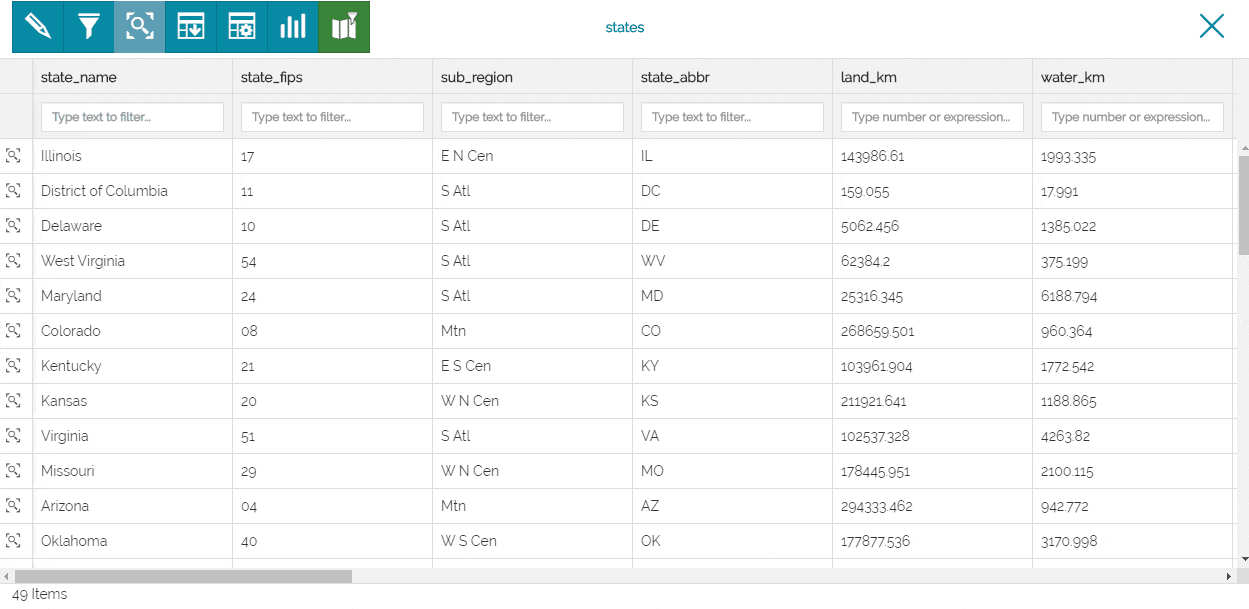 states
state_name state_fips sub_region state_abbr land_km water_km
Type text to filter... Type text to filter... Type text to filter... Type text to filter... Type number or expression... Type number or expression...
Illinois 17 E N Cen IL 143986.61 1993.335
District of Columbia 11 S Atl DC 159.055 17.991
Delaware 10 S Atl DE 5062.456 1385.022
West Virginia 54 S Atl WV 62384.2 375.199
Maryland 24 S Atl MD 25316.345 6188.794
Colorado 08 Mtn CO 268659.501 960.364
Kentucky 21 E S Cen KY 103961.904 1772.542
Kansas 20 W N Cen KS 211921.641 1188.865
Virginia 51 S Atl VA 102537.328 4263.82
Missouri 29 W N Cen MO 178445.951 2100.115
Arizona 04 Mtn AZ 294333.462 942.772
Oklahoma 40 W S Cen OK 177877.536 3170.998
49 Items